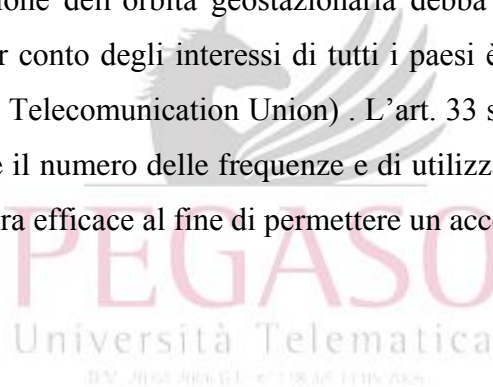 zione dell'orbita geostazionaria debba
r conto degli interessi di tutti i paesi è
Telecomunication Union) . L'art. 33 s
e il numero delle frequenze e di utilizza
ra efficace al fine di permettere un acc
PEGASO
Università Telematica